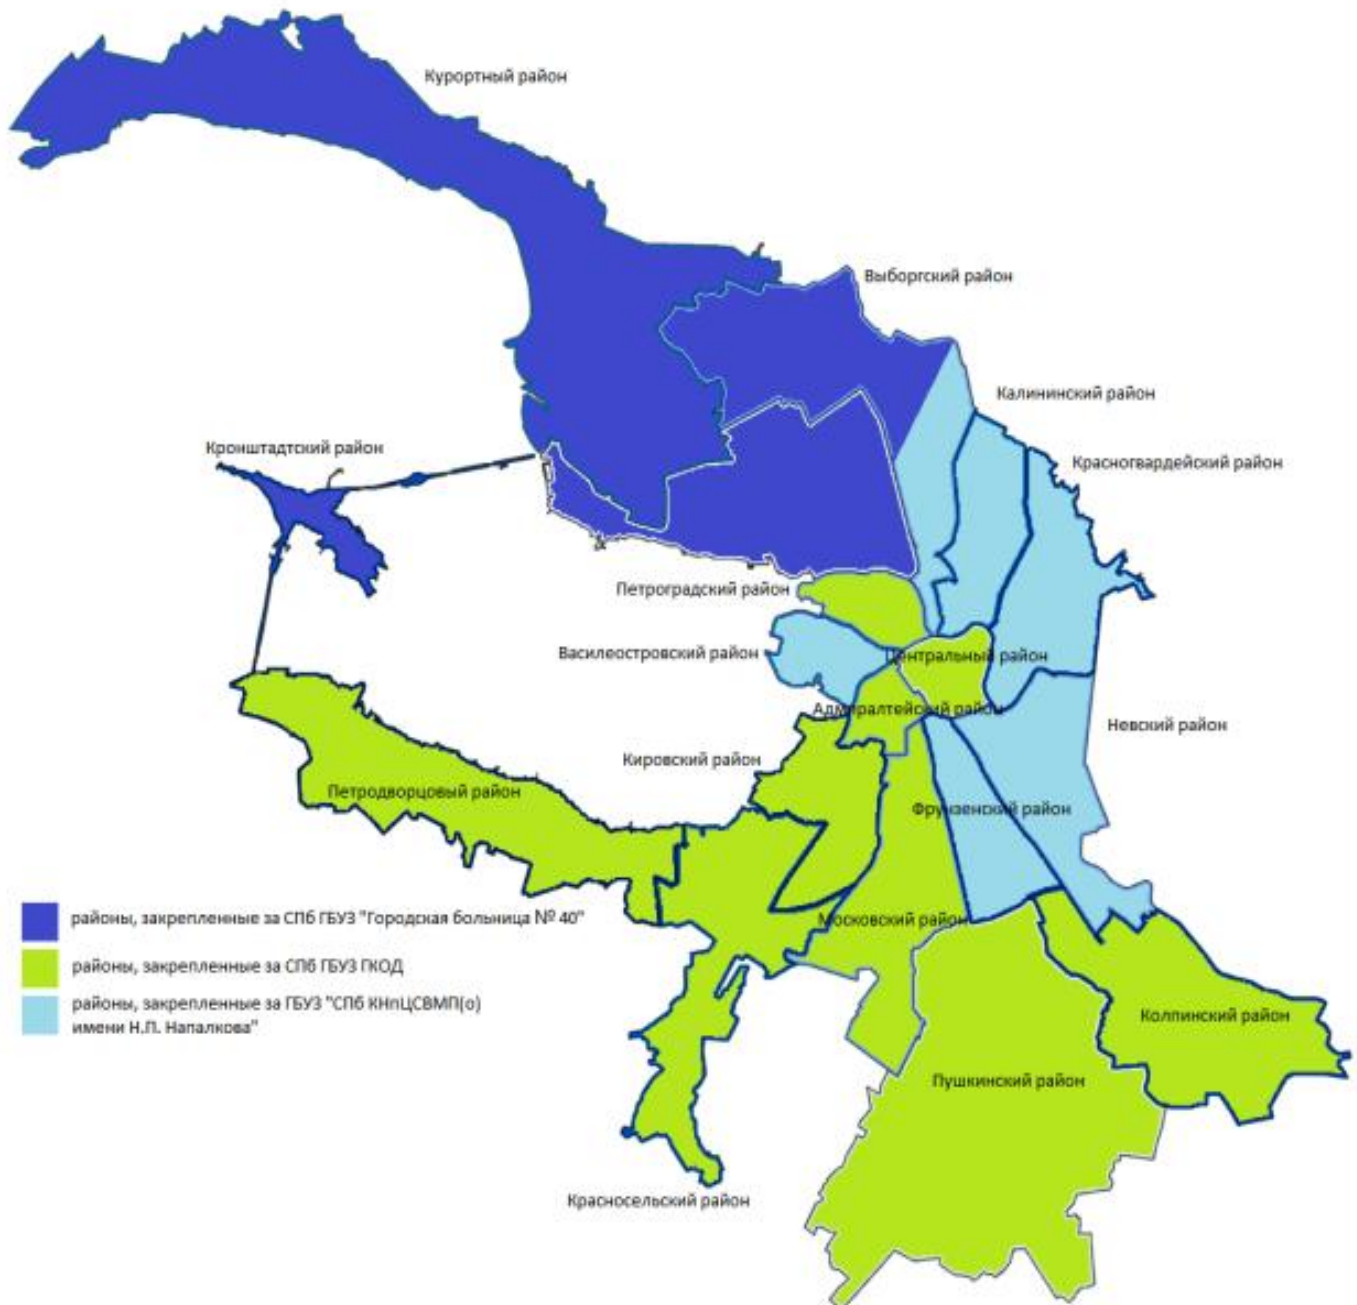 Курортный район
Выборгский район
Калининский район
Кронштадтский район
Красногвардейский район
Петроградский район
Василеостровский район
Центральный район
Адмиралтейский район
Невский район
Кировский район
Петродворцовый район
Фрунзенский район
районы, закрепленные за СПб ГБУЗ "Городская больница № 40"
Московский район
районы, закрепленные за СПб ГБУЗ ГКОД
районы, закрепленные за ГБУЗ "СПб КНпЦСВМП(о)
имени Н.П. Напалкова"
Колпинский район
Пушкинский район
Красносельский район